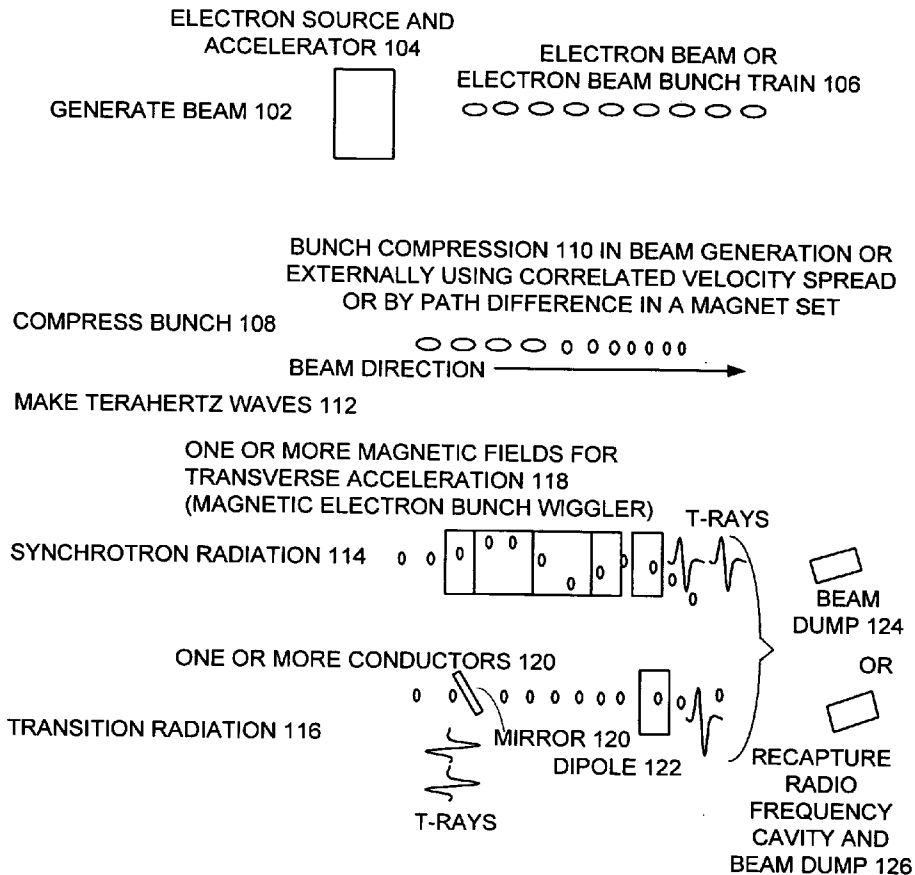 ELECTRON SOURCE AND
ACCELERATOR 104
ELECTRON BEAM OR
ELECTRON BEAM BUNCH TRAIN 106
GENERATE BEAM 102
BUNCH COMPRESSION 110 IN BEAM GENERATION OR
EXTERNALLY USING CORRELATED VELOCITY SPREAD
OR BY PATH DIFFERENCE IN A MAGNET SET
COMPRESS BUNCH 108
BEAM DIRECTION
MAKE TERAHERTZ WAVES 112
ONE OR MORE MAGNETIC FIELDS FOR
TRANSVERSE ACCELERATION 118
(MAGNETIC ELECTRON BUNCH WIGGLER)
T-RAYS
SYNCHROTRON RADIATION 114
BEAM
DUMP 124
OR
ONE OR MORE CONDUCTORS 120
TRANSITION RADIATION 116
MIRROR 120
DIPOLE 122
T-RAYS
RECAPTURE
RADIO
FREQUENCY
CAVITY AND
BEAM DUMP 126